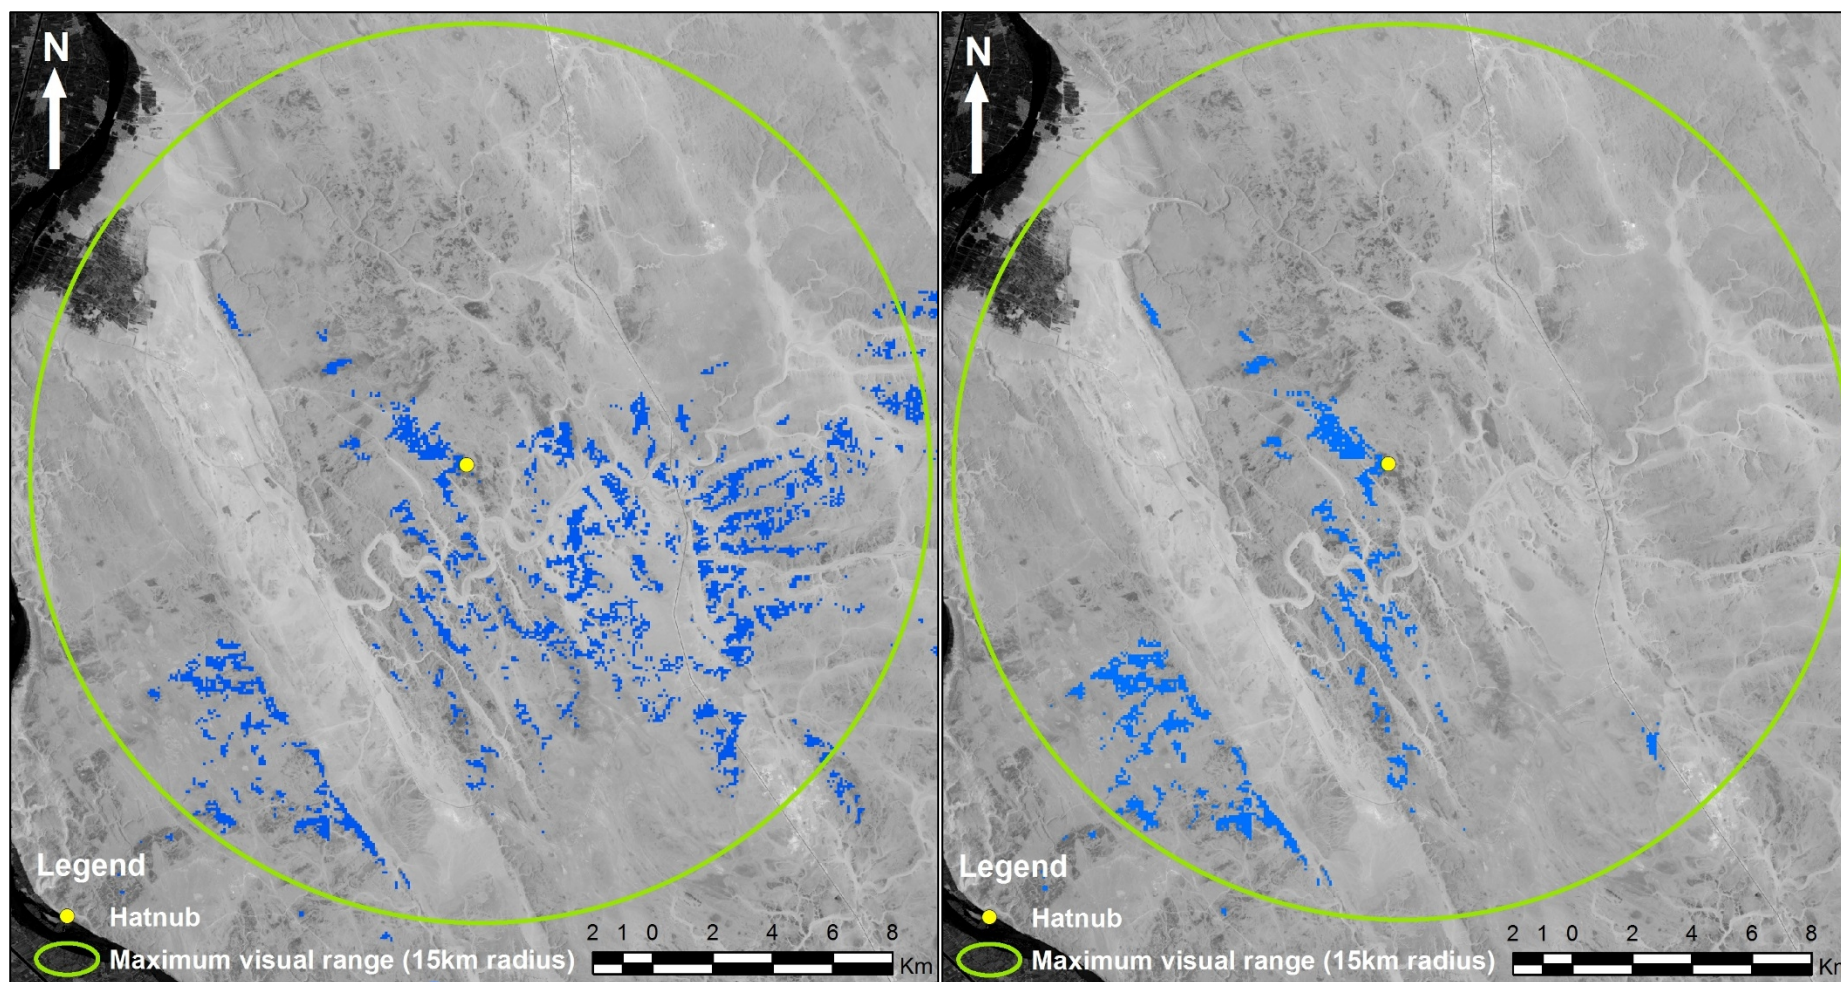 N
Legend
Hatnub
Maximum visual range (15km radius)
2 1 0 2 4 6 8
Km
N
Legend
Hatnub
Maximum visual range (15km radius)
2 1 0 2 4 6 8
Km